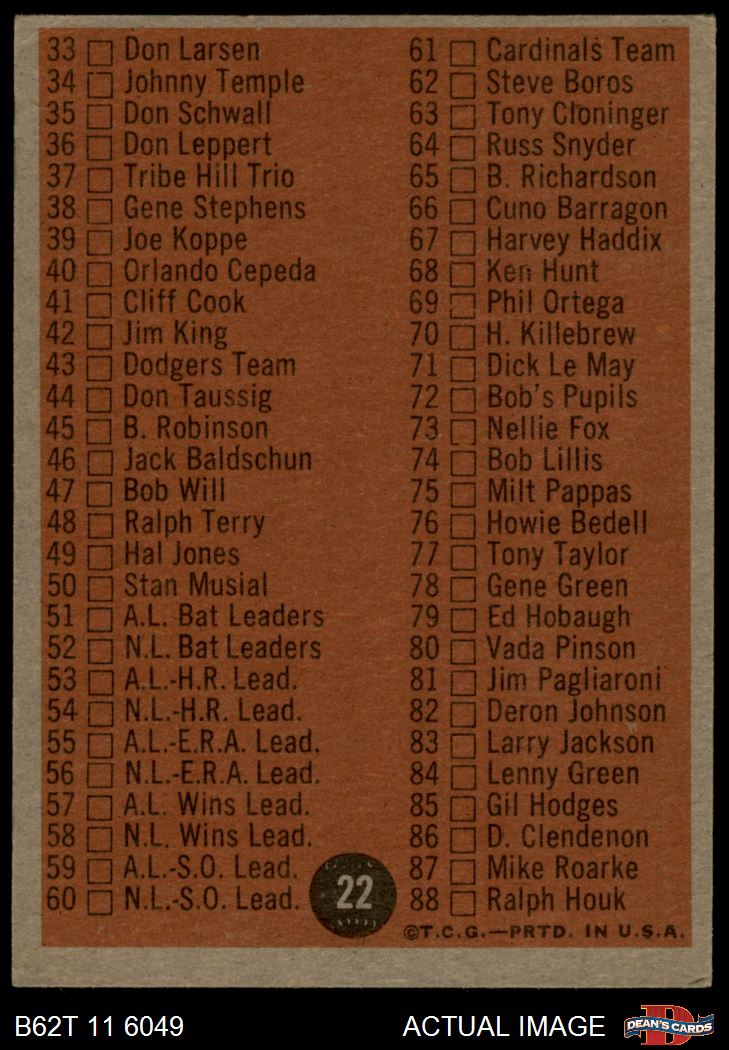 33 Don Larsen
34 Johnny Temple
35 Don Schwall
36 Don Leppert
37 Tribe Hill Trio
38 Gene Stephens
39 Joe Koppe
40 Orlando Cepeda
41 Cliff Cook
42 Jim King
43 Dodgers Team
44 Don Taussig
45 B. Robinson
46 Jack Baldschun
47 Bob Will
48 Ralph Terry
49 Hal Jones
50 Stan Musial
51 A.L. Bat Leaders
52 N.L. Bat Leaders
53 A.L.-H.R. Lead.
54 N.L.-H.R. Lead.
55 A.L.-E.R.A. Lead.
56 N.L.-E.R.A. Lead.
57 A.L. Wins Lead.
58 N.L. Wins Lead.
59 A.L.-S.O. Lead.
60 N.L.-S.O. Lead.
61 Cardinals Team
62 Steve Boros
63 Tony Cloninger
64 Russ Snyder
65 B. Richardson
66 Cuno Barragon
67 Harvey Haddix
68 Ken Hunt
69 Phil Ortega
70 H. Killebrew
71 Dick Le May
72 Bob's Pupils
73 Nellie Fox
74 Bob Lillis
75 Milt Pappas
76 Howie Bedell
77 Tony Taylor
78 Gene Green
79 Ed Hobaugh
80 Vada Pinson
81 Jim Pagliaroni
82 Deron Johnson
83 Larry Jackson
84 Lenny Green
85 Gil Hodges
86 D. Clendenon
87 Mike Roarke
88 Ralph Houk
22
©T.C.G.—PRTD. IN U.S.A.
B62T 11 6049
ACTUAL IMAGE
D
DEAN'S CARDS